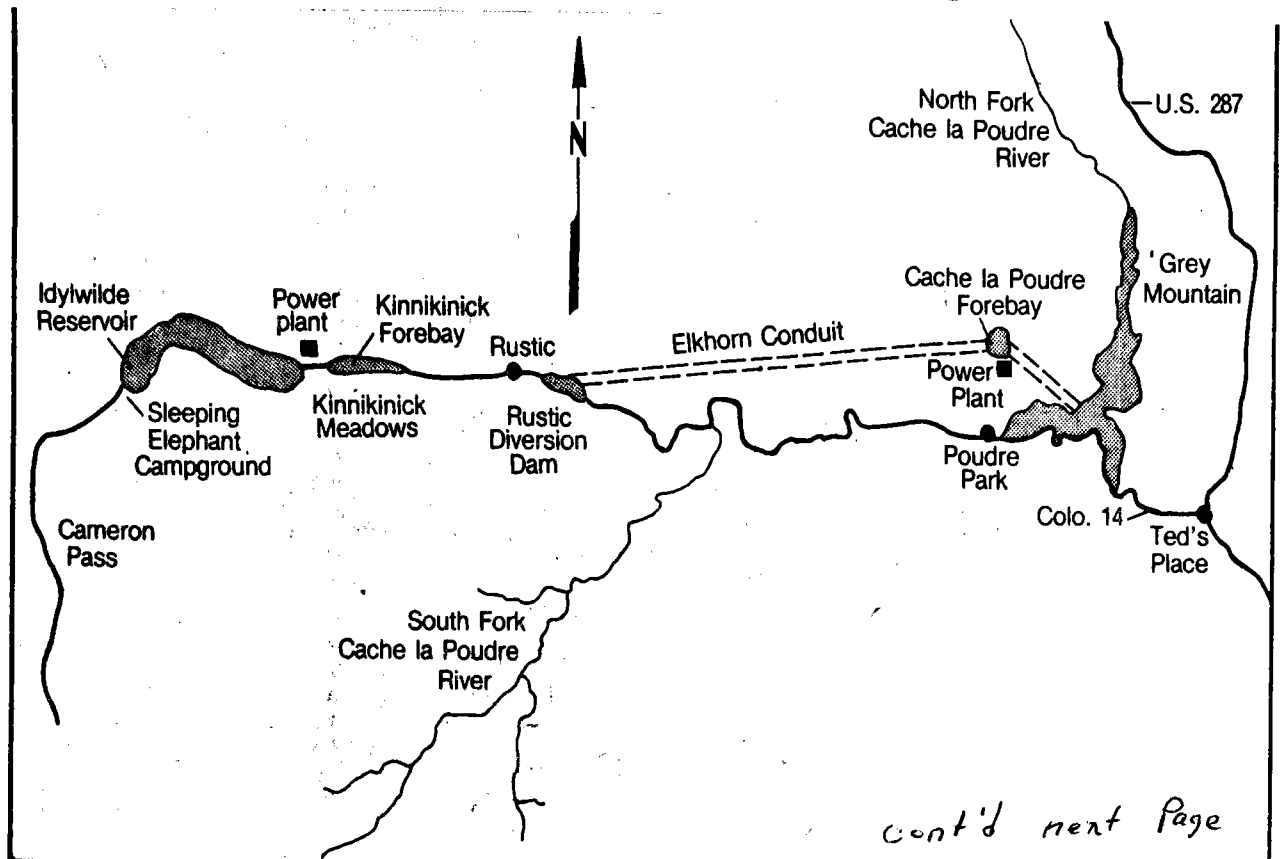 North Fork
Cache la Poudre
River
U.S. 287
N
Idylwilde
Reservoir
Power
plant
Kinnikinick
Forebay
Rustic
Elkhorn Conduit
Cache la Poudre
Forebay
'Grey
Mountain
Power
Plant
Sleeping
Elephant
Campground
Kinnikinick
Meadows
Rustic
Diversion
Dam
Poudre
Park
Colo. 14
Ted's
Place
Cameron
Pass
South Fork
Cache la Poudre
River
cont'd next Page